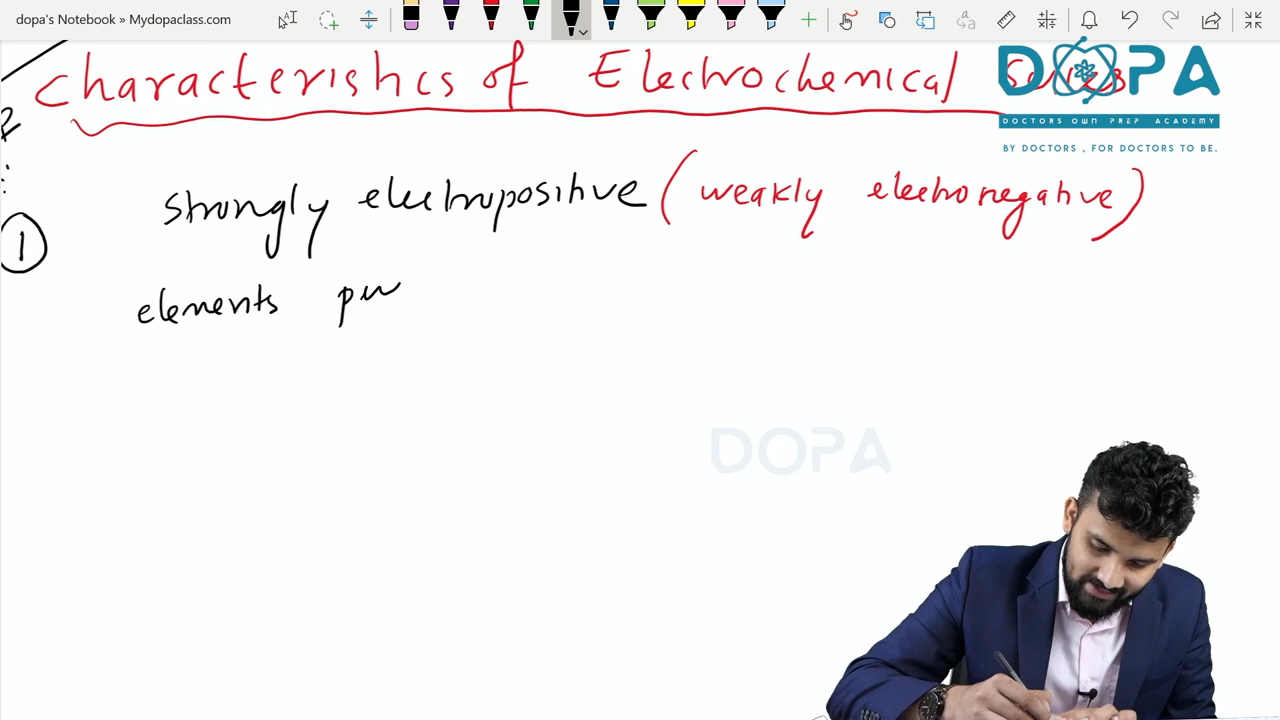 dopa's Notebook » Mydopaclass.com
Characteristics of Electrochemical Series
DOPA
DOCTORS OWN PREP ACADEMY
BY DOCTORS , FOR DOCTORS TO BE.
① strongly electropositive (weakly electronegative)
elements
DOPA